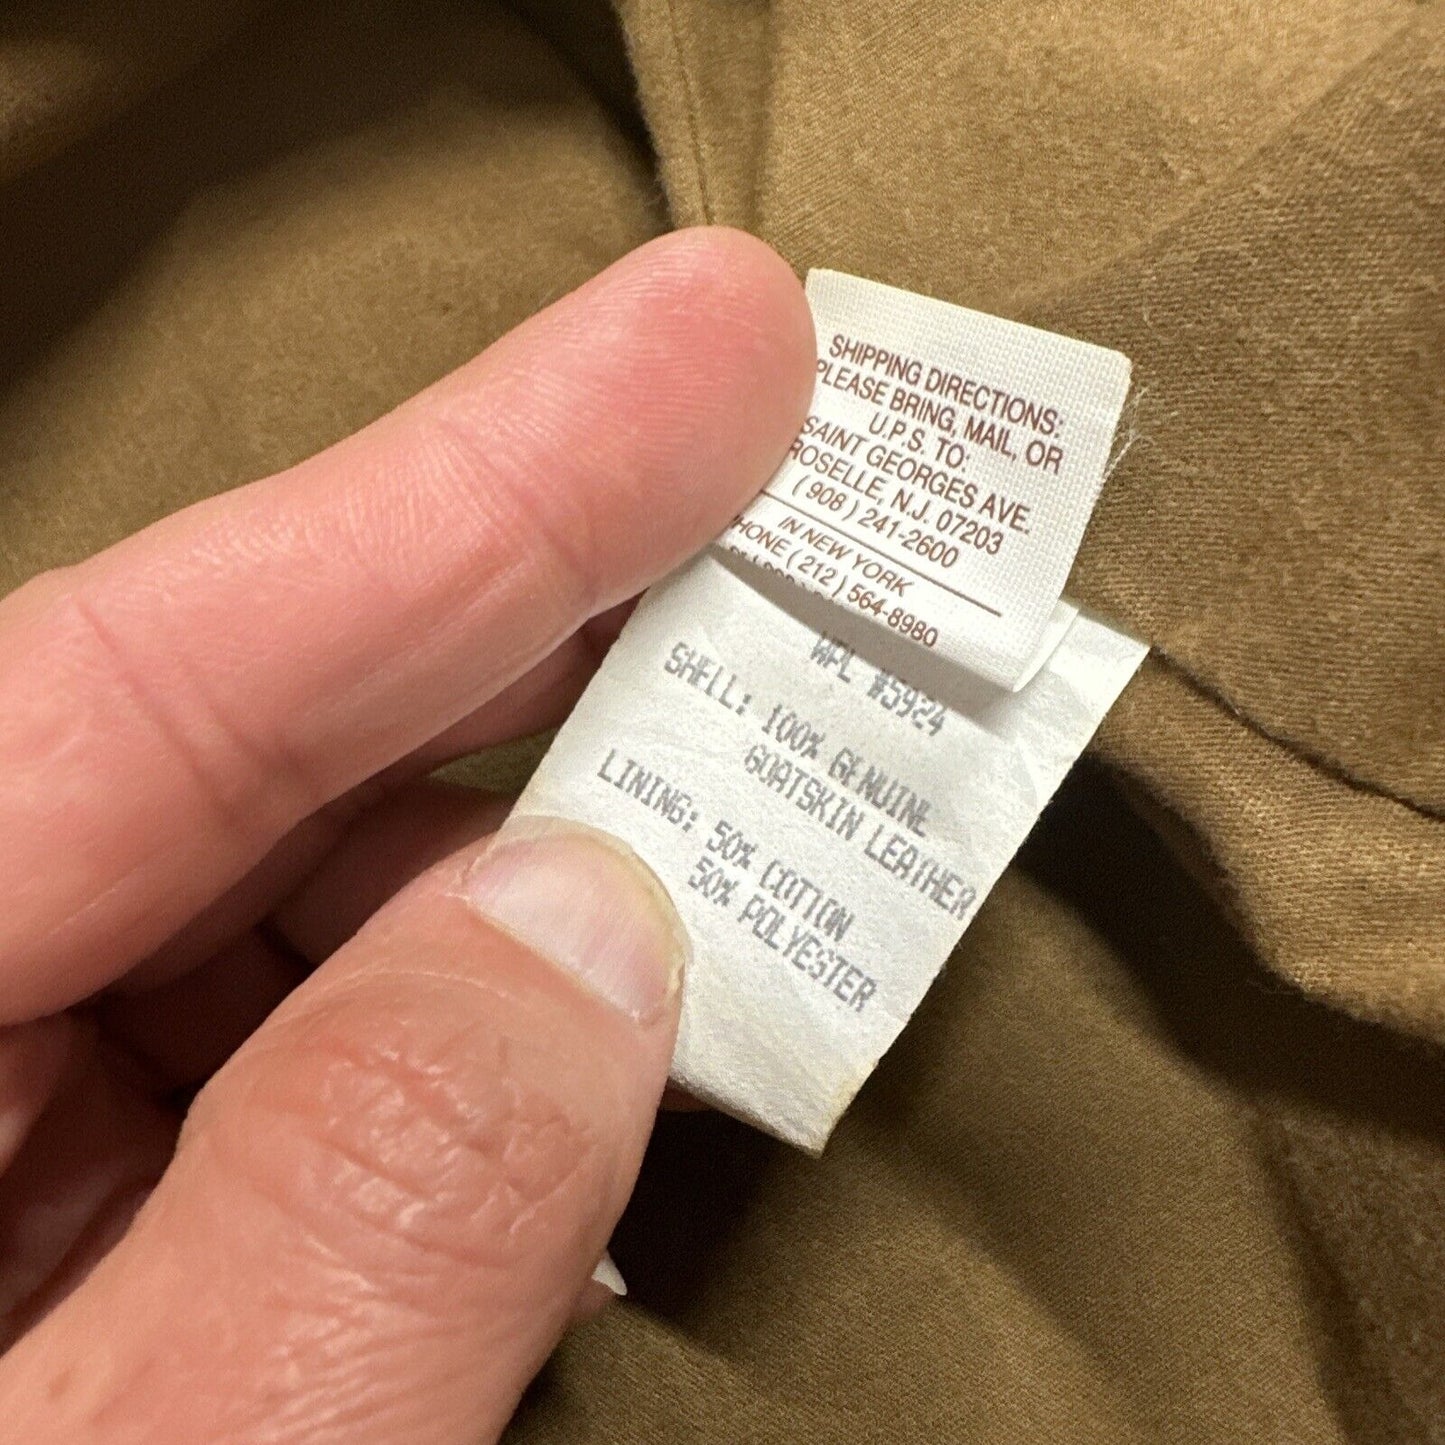 SHIPPING DIRECTIONS:
PLEASE BRING, MAIL, OR
U.P.S. TO:
SAINT GEORGES AVE.
ROSELLE, N.J. 07203
( 908 ) 241-2600
IN NEW YORK
PHONE ( 212 ) 564-8980
WPL #5924
SHELL: 100% GENUINE
GOATSKIN LEATHER
LINING: 50% COTTON
50% POLYESTER